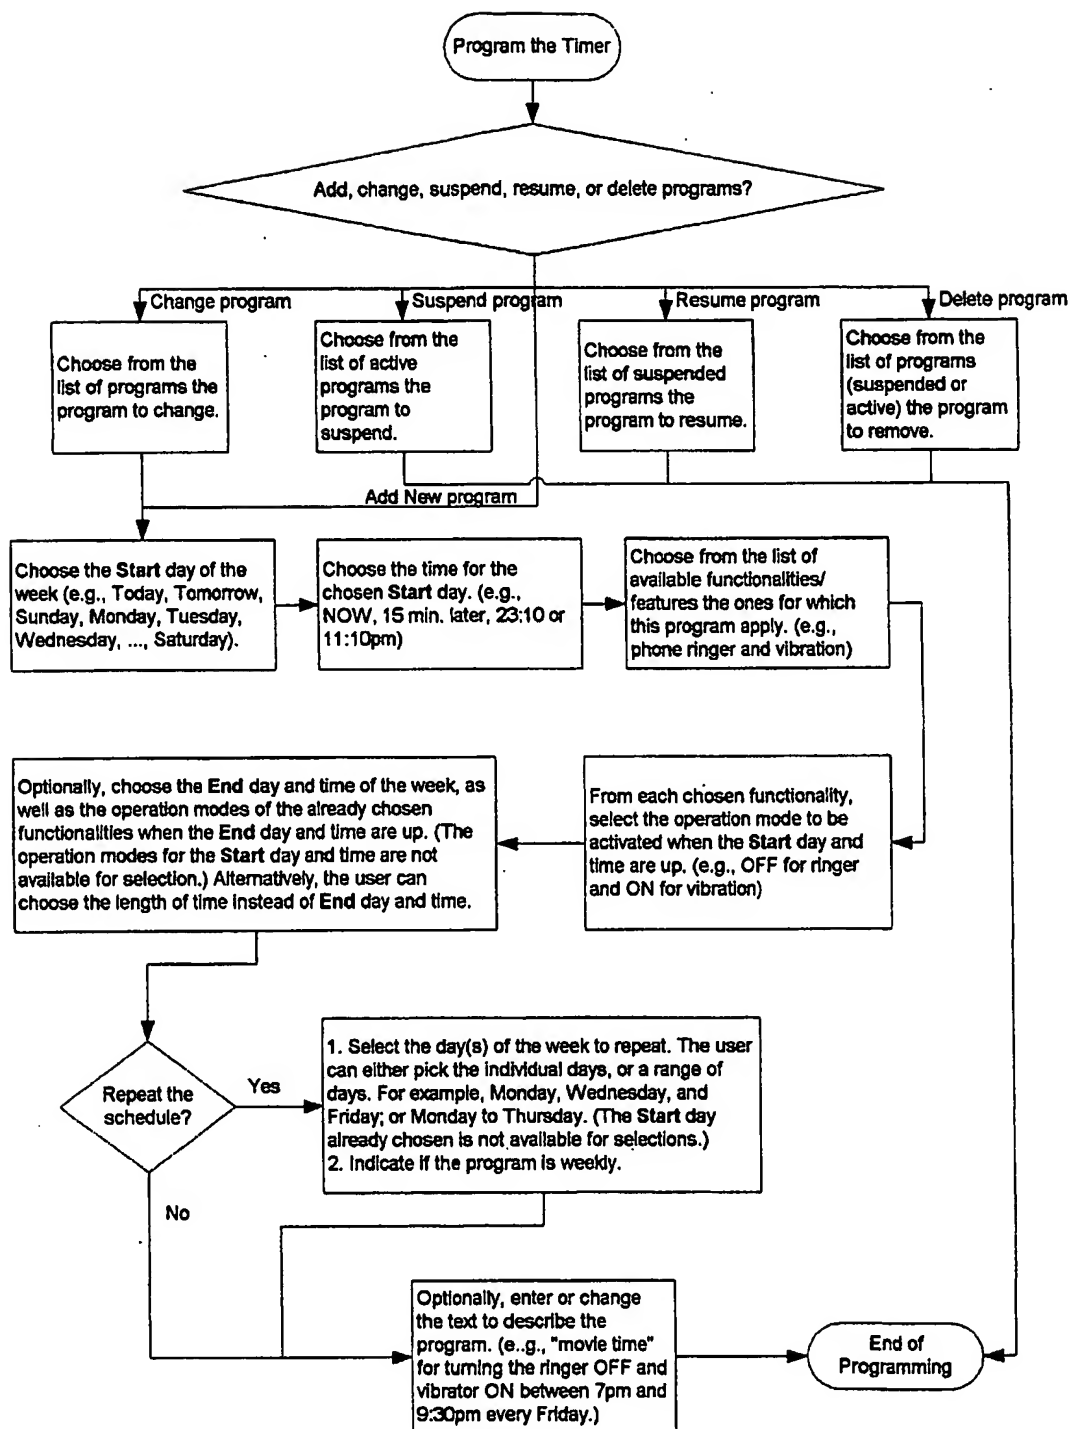 Program the Timer
Add, change, suspend, resume, or delete programs?
Change program
Suspend program
Resume program
Delete program
Choose from the
list of programs the
program to change.
Choose from the
list of active
programs the
program to
suspend.
Choose from the
list of suspended
programs the
program to resume.
Choose from the
list of programs
(suspended or
active) the program
to remove.
Add New program
Choose the Start day of the
week (e.g., Today, Tomorrow,
Sunday, Monday, Tuesday,
Wednesday, ..., Saturday).
Choose the time for the
chosen Start day. (e.g.,
NOW, 15 min. later, 23:10 or
11:10pm)
Choose from the list of
available functionalities/
features the ones for which
this program apply. (e.g.,
phone ringer and vibration)
Optionally, choose the End day and time of the week, as
well as the operation modes of the already chosen
functionalities when the End day and time are up. (The
operation modes for the Start day and time are not
available for selection.) Alternatively, the user can
choose the length of time instead of End day and time.
From each chosen functionality,
select the operation mode to be
activated when the Start day and
time are up. (e.g., OFF for ringer
and ON for vibration)
Repeat the
schedule?
Yes
No
1. Select the day(s) of the week to repeat. The user
can either pick the individual days, or a range of
days. For example, Monday, Wednesday, and
Friday; or Monday to Thursday. (The Start day
already chosen is not available for selections.)
2. Indicate if the program is weekly.
Optionally, enter or change
the text to describe the
program. (e..g., "movie time"
for turning the ringer OFF and
vibrator ON between 7pm and
9:30pm every Friday.)
End of
Programming